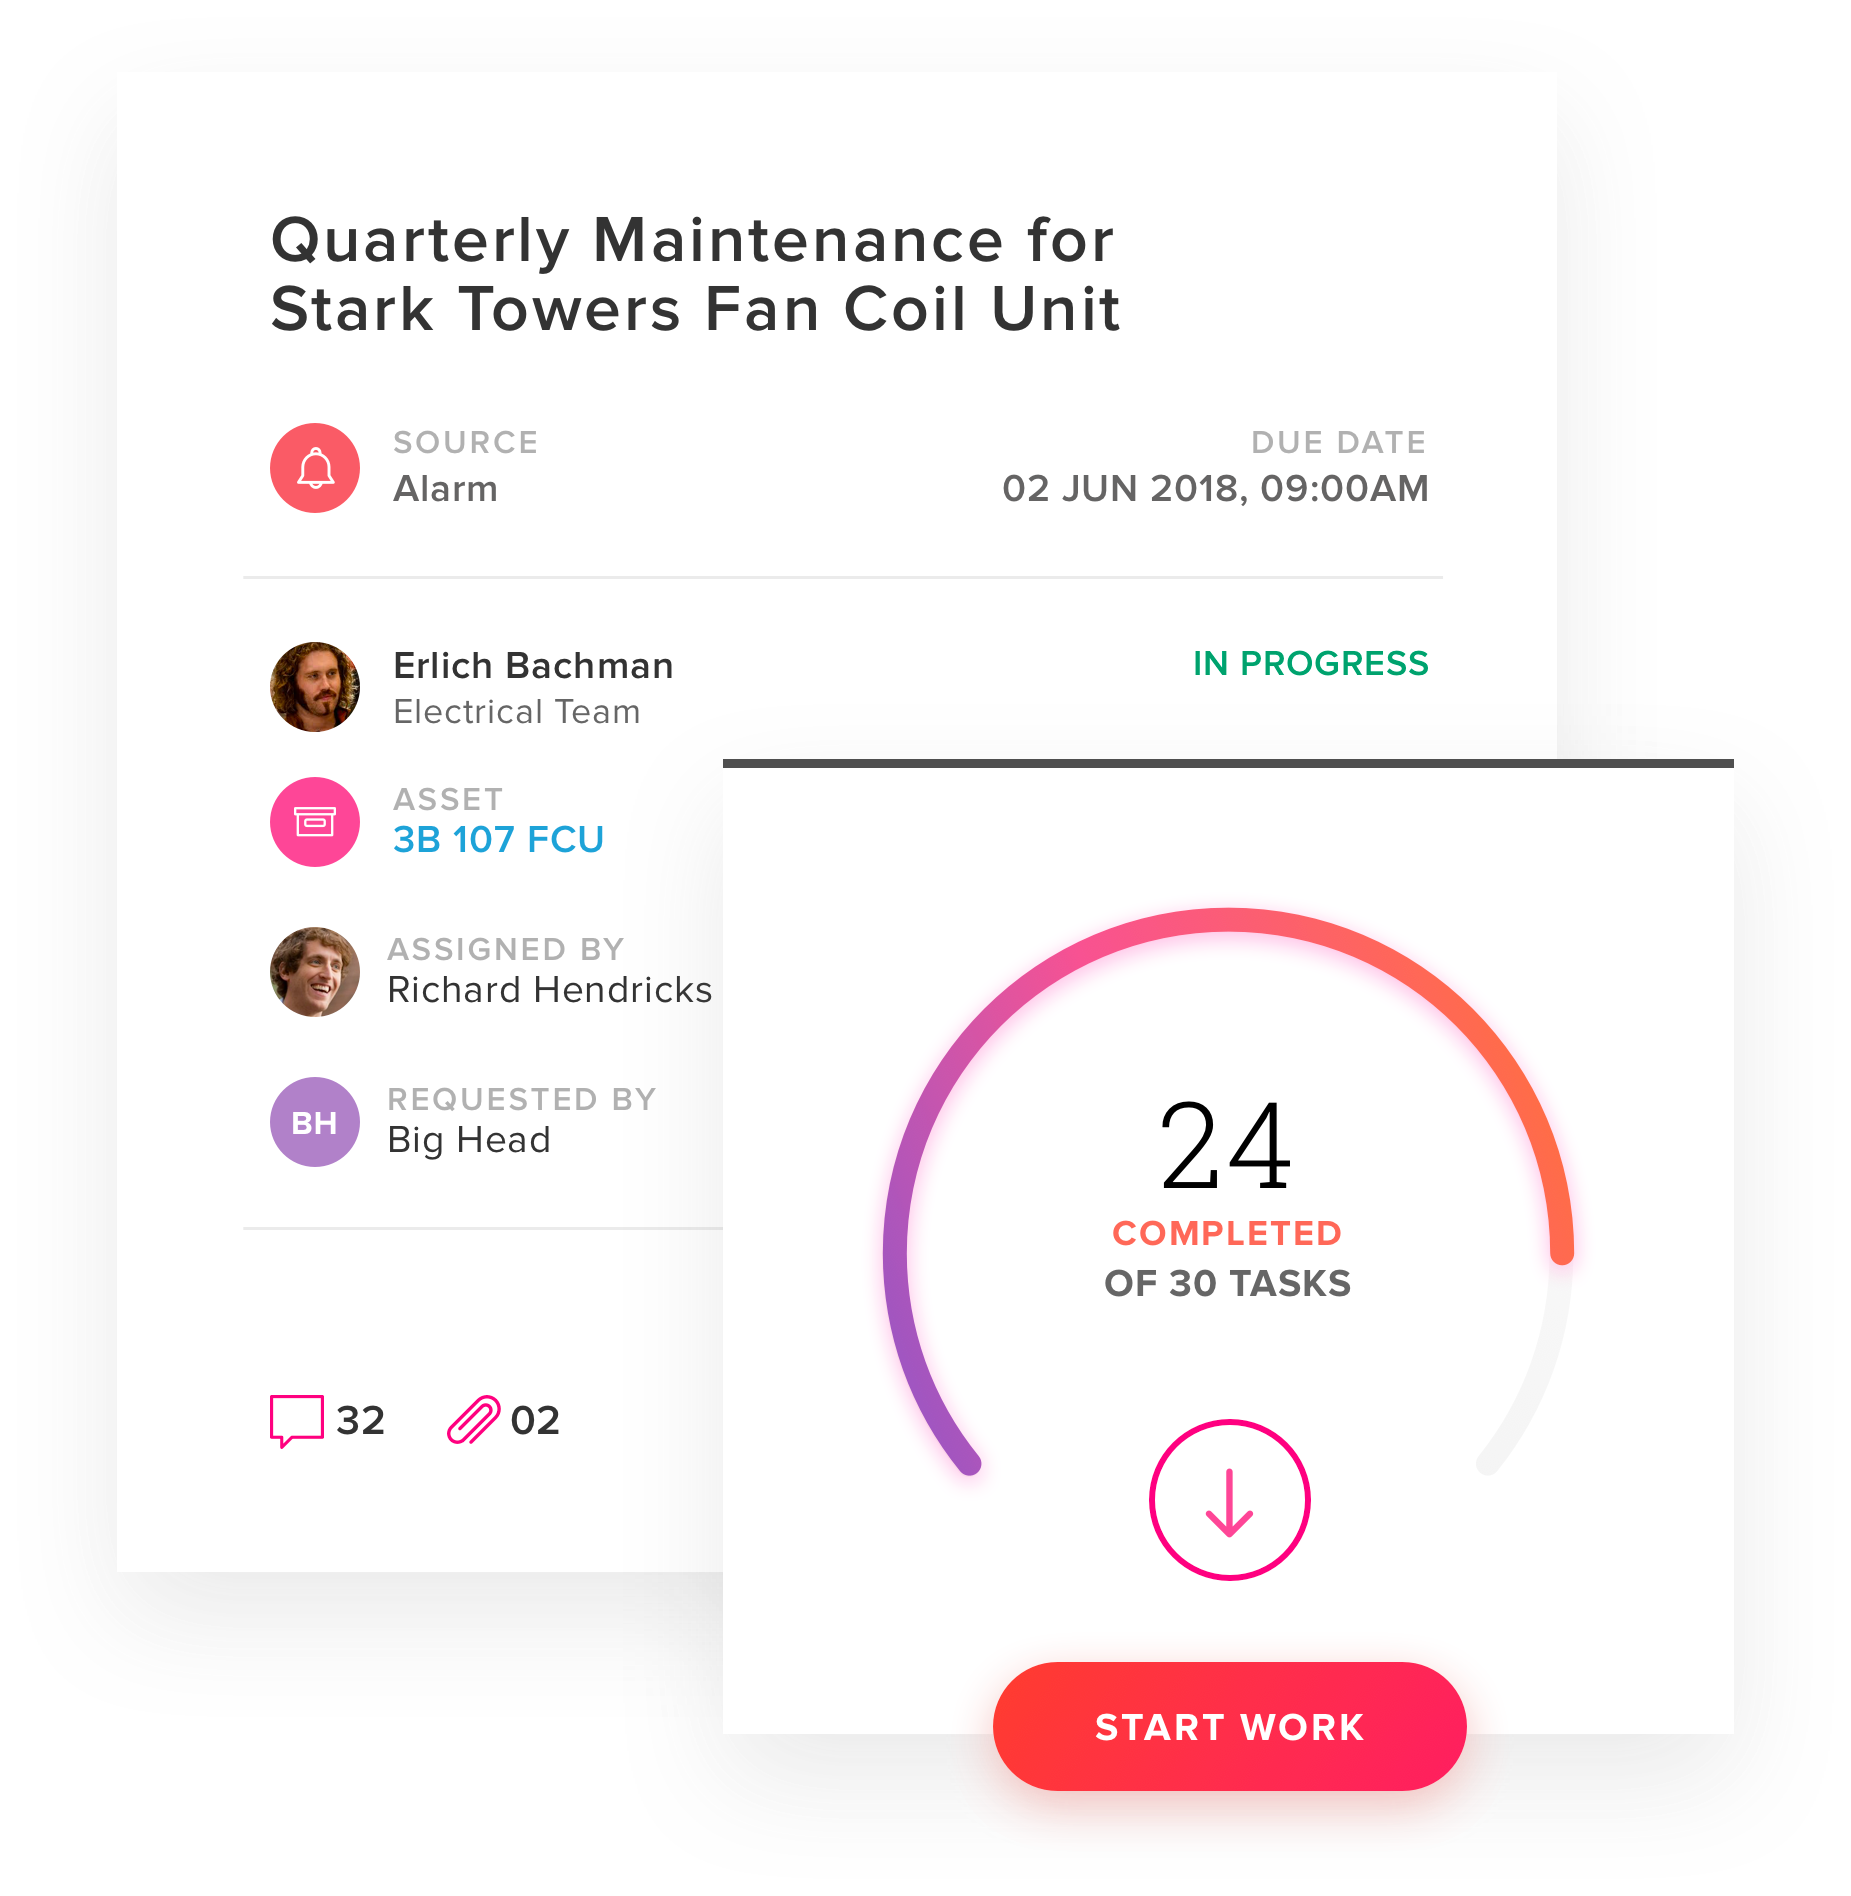 Quarterly Maintenance for
Stark Towers Fan Coil Unit
SOURCE
Alarm
DUE DATE
02 JUN 2018, 09:00AM
Erlich Bachman
Electrical Team
IN PROGRESS
ASSET
3B 107 FCU
ASSIGNED BY
Richard Hendricks
BH
REQUESTED BY
Big Head
32
02
24
COMPLETED
OF 30 TASKS
START WORK